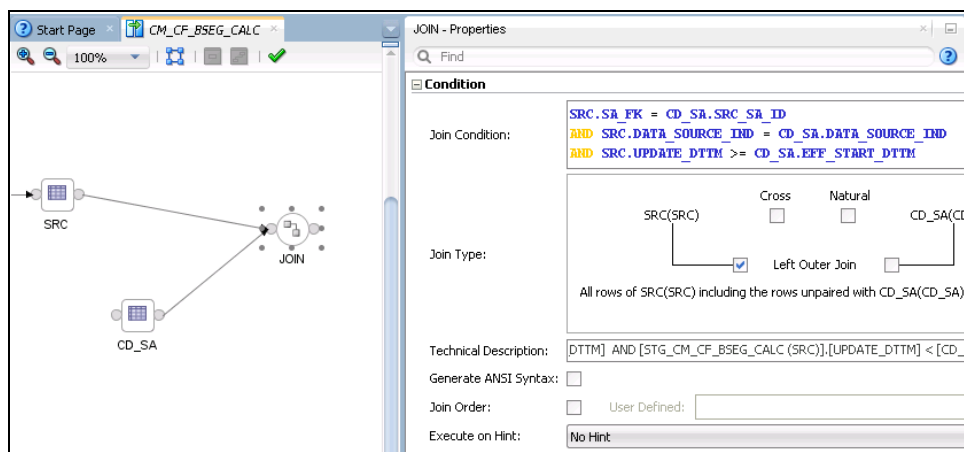 Start Page
CM_CF_BSEG_CALC
JOIN - Properties
100%
Find
Condition
Join Condition:
SRC.SA_FK = CD_SA.SRC_SA_ID
AND SRC.DATA_SOURCE_IND = CD_SA.DATA_SOURCE_IND
AND SRC.UPDATE_DTTM >= CD_SA.EFF_START_DTTM
Cross Natural
SRC(SRC) CD_SA(CD
Join Type:
Left Outer Join
All rows of SRC(SRC) including the rows unpaired with CD_SA(CD_SA)
Technical Description: DTTM] AND [STG_CM_CF_BSEG_CALC (SRC)].[UPDATE_DTTM] < [CD_
Generate ANSI Syntax:
Join Order: User Defined:
Execute on Hint: No Hint
SRC
JOIN
CD_SA